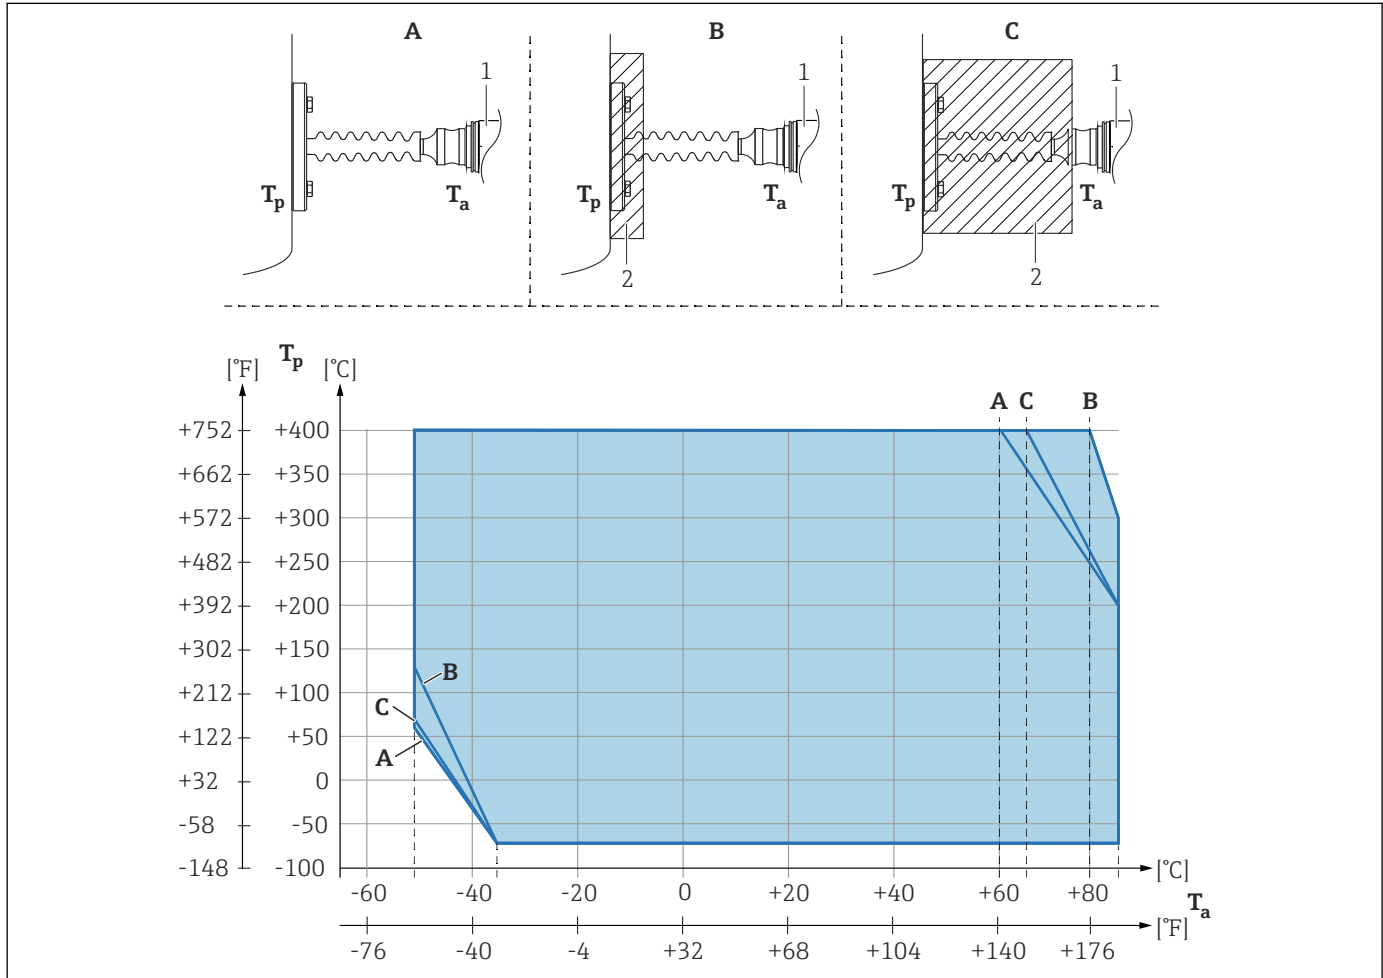 A B C
1 1 1
Tp Ta Tp Ta Tp Ta
2 2 2
Tp
[°F] [°C]
A C B
+752 +400
+662 +350
+572 +300
+482 +250
+392 +200
+302 +150
B
+212 +100
C
+122 +50
A
+32 0
-58 -50
-148 -100
[°C]
-60 -40 -20 0 +20 +40 +60 +80
Ta
[°F]
-76 -40 -4 +32 +68 +104 +140 +176